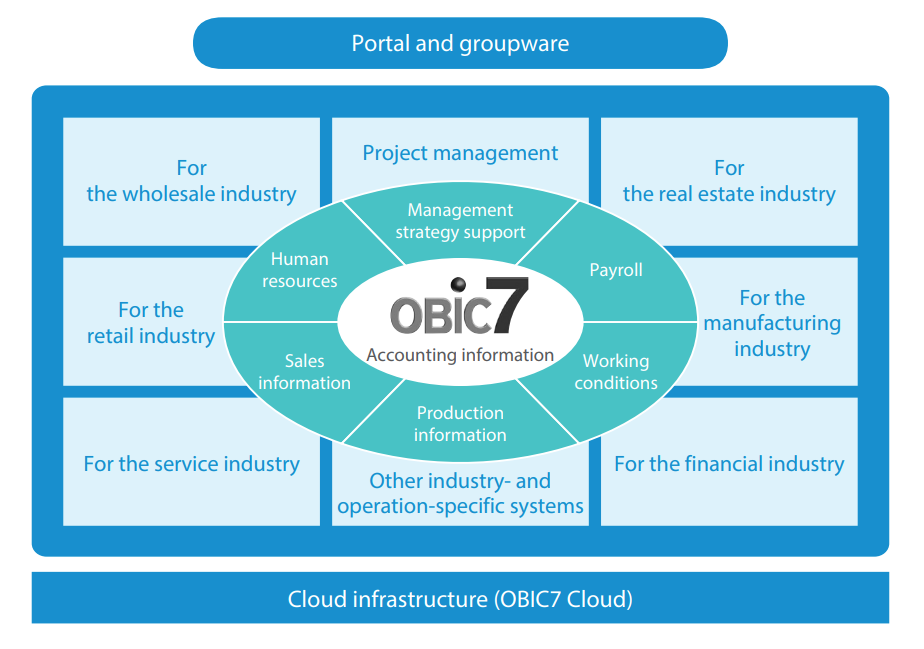 Portal and groupware
For
the wholesale industry
Project management
For
the real estate industry
Management
strategy support
Human
resources
Payroll
For the
retail industry
OBIC7
Accounting information
For the
manufacturing
industry
Sales
information
Working
conditions
Production
information
For the service industry
Other industry- and
operation-specific systems
For the financial industry
Cloud infrastructure (OBIC7 Cloud)